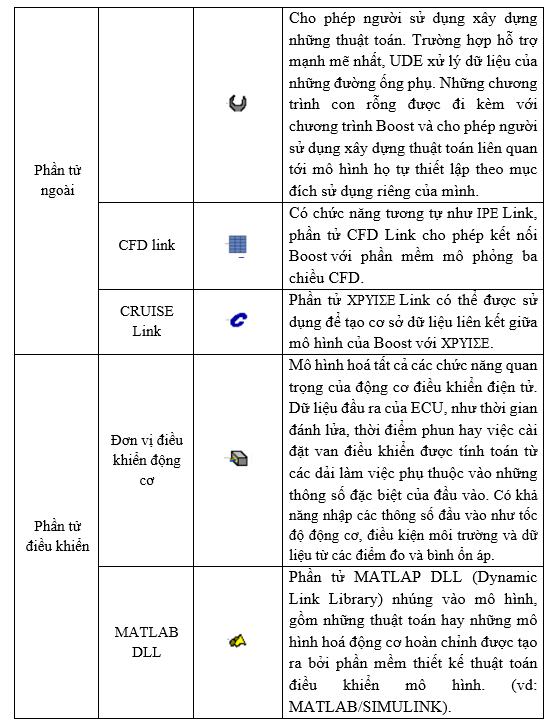 Cho phép người sử dụng xây dựng
những thuật toán. Trường hợp hỗ trợ
mạnh mẽ nhất, UDE xử lý dữ liệu của
những đường ống phụ. Những chương
trình con rỗng được đi kèm với
chương trình Boost và cho phép người
sử dụng xây dựng thuật toán liên quan
tới mô hình họ tự thiết lập theo mục
đích sử dụng riêng của mình.
Phần tử
ngoài
CFD link
Có chức năng tương tự như IPE Link,
phần tử CFD Link cho phép kết nối
Boost với phần mềm mô phỏng ba
chiều CFD.
CRUISE
Link
Phần tử ΧΡΥΙΣΕ Link có thể được sử
dụng để tạo cơ sở dữ liệu liên kết giữa
mô hình của Boost với ΧΡΥΙΣΕ.
Phần tử
điều khiển
Đơn vị điều
khiển động
cơ
Mô hình hoá tất cả các chức năng quan
trọng của động cơ điều khiển điện tử.
Dữ liệu đầu ra của ECU, như thời gian
đánh lửa, thời điểm phun hay việc cài
đặt van điều khiển được tính toán từ
các dải làm việc phụ thuộc vào những
thông số đặc biệt của đầu vào. Có khả
năng nhập các thông số đầu vào như tốc
độ động cơ, điều kiện môi trường và dữ
liệu từ các điểm đo và bình ổn áp.
MATLAB
DLL
Phần tử MATLAP DLL (Dynamic
Link Library) nhúng vào mô hình,
gồm những thuật toán hay những mô
hình hoá động cơ hoàn chỉnh được tạo
ra bởi phần mềm thiết kế thuật toán
điều khiển mô hình. (vd:
MATLAB/SIMULINK).